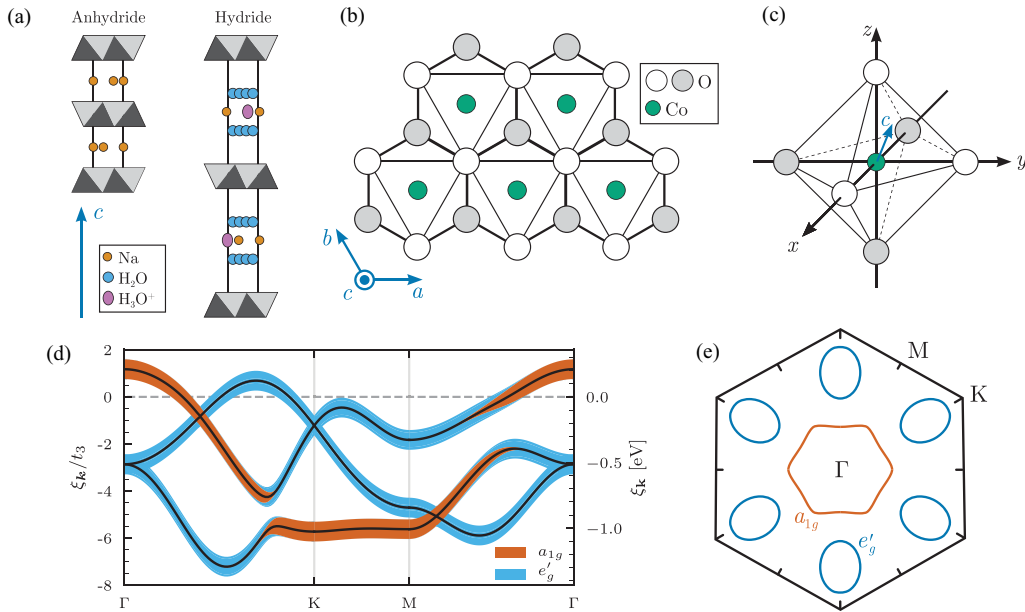 (a)
Anhydride
Hydride
c
Na
H₂O
H₃O⁺
(b)
O
Co
b
c
a
(c)
z
c
y
x
(d)
2
0
-2
-4
-6
-8
ξₖ/t₃
0.0
−0.5
−1.0
ξₖ [eV]
a₁g
e′g
Γ
K
M
Γ
(e)
M
K
Γ
a₁g
e′g